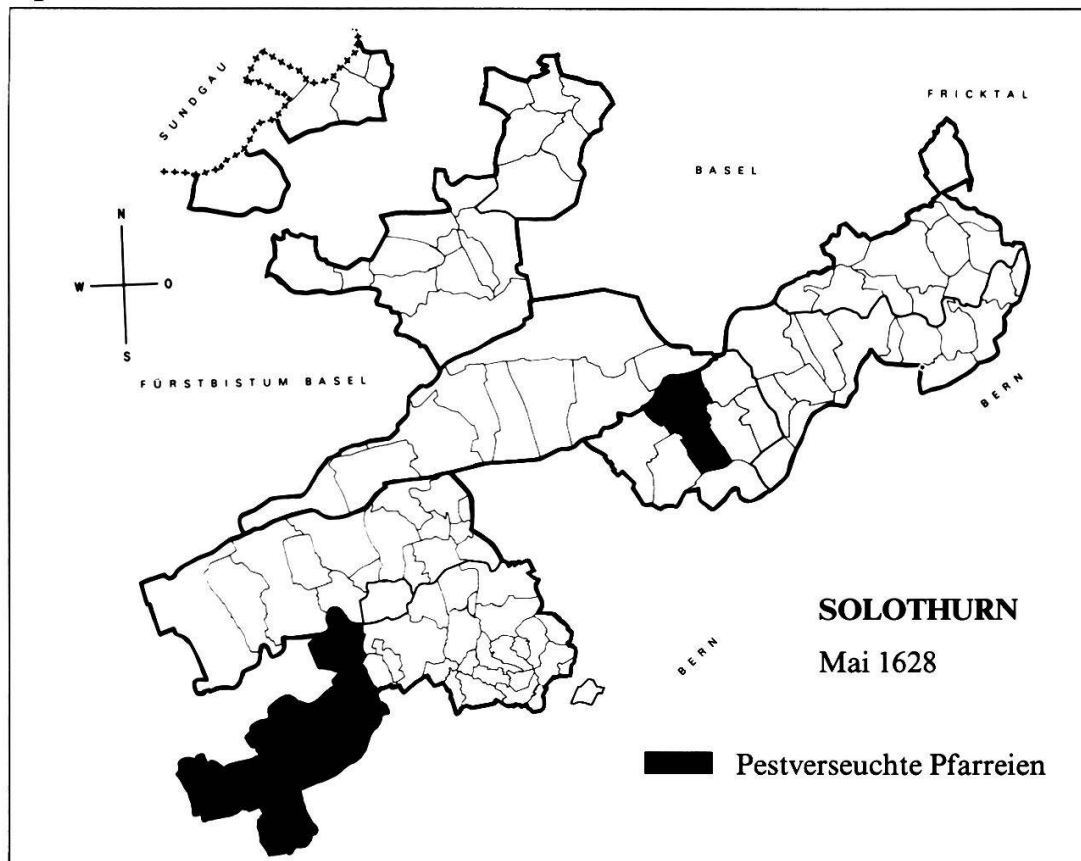 SUNDGAU
FRICKTAL
BASEL
N
W
O
S
FÜRSTBISTUM BASEL
BERN
BERN
SOLOTHURN
Mai 1628
Pestverseuchte Pfarreien